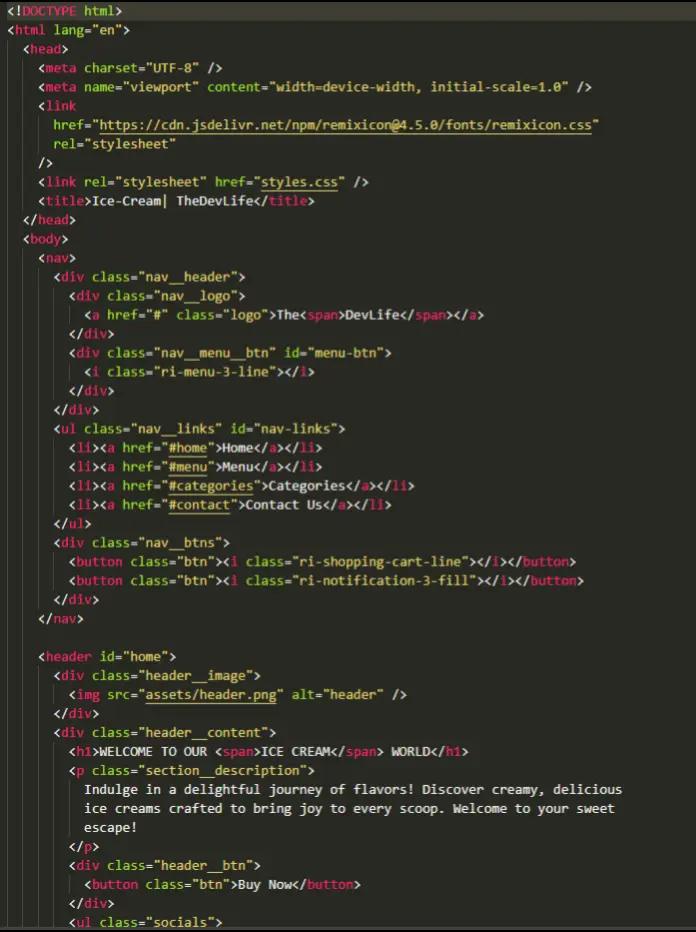 <!DOCTYPE html>
<html lang="en">
<head>
<meta charset="UTF-8" />
<meta name="viewport" content="width=device-width, initial-scale=1.0" />
<link
href="https://cdn.jsdelivr.net/npm/remixicon@4.5.0/fonts/remixicon.css"
rel="stylesheet"
/>
<link rel="stylesheet" href="styles.css" />
<title>Ice-Cream| TheDevLife</title>
</head>
<body>
<nav>
<div class="nav__header">
<div class="nav__logo">
<a href="#" class="logo">The<span>DevLife</span></a>
</div>
<div class="nav__menu__btn" id="menu-btn">
<i class="ri-menu-3-line"></i>
</div>
</div>
<ul class="nav__links" id="nav-links">
<li><a href="#home">Home</a></li>
<li><a href="#menu">Menu</a></li>
<li><a href="#categories">Categories</a></li>
<li><a href="#contact">Contact Us</a></li>
</ul>
<div class="nav__btns">
<button class="btn"><i class="ri-shopping-cart-line"></i></button>
<button class="btn"><i class="ri-notification-3-fill"></i></button>
</div>
</nav>
<header id="home">
<div class="header__image">
<img src="assets/header.png" alt="header" />
</div>
<div class="header__content">
<h1>WELCOME TO OUR <span>ICE CREAM</span> WORLD</h1>
<p class="section__description">
Indulge in a delightful journey of flavors! Discover creamy, delicious
ice creams crafted to bring joy to every scoop. Welcome to your sweet
escape!
</p>
<div class="header__btn">
<button class="btn">Buy Now</button>
</div>
<ul class="socials">